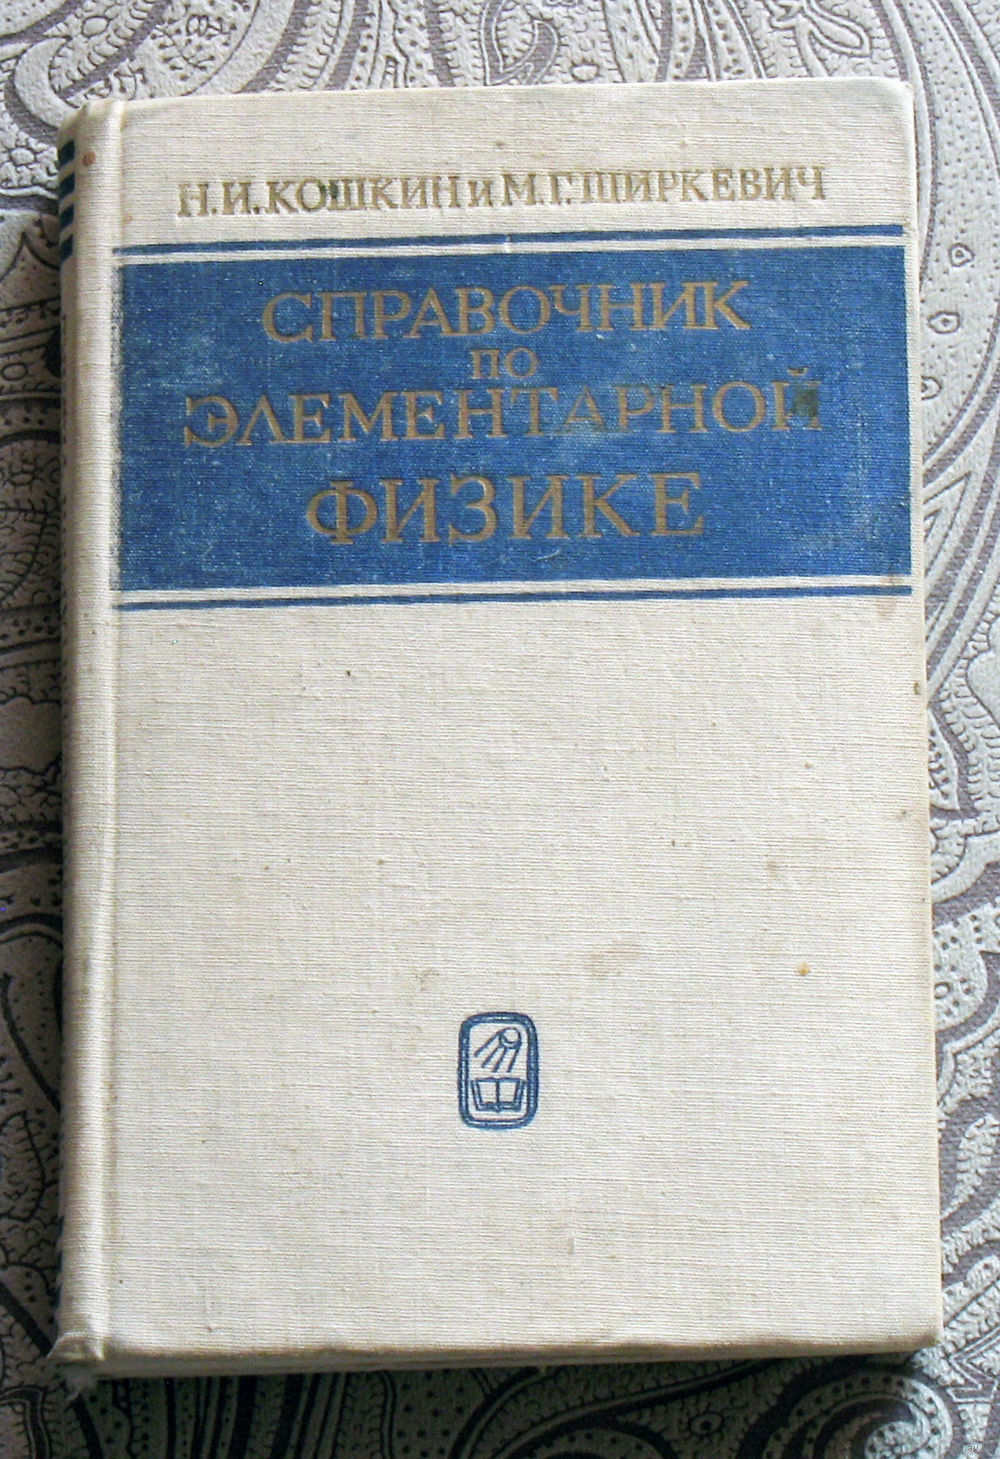 Н.И.КОШКИН и М.Г.ШИРКЕВИЧ
СПРАВОЧНИК
ПО
ЭЛЕМЕНТАРНОЙ
ФИЗИКЕ